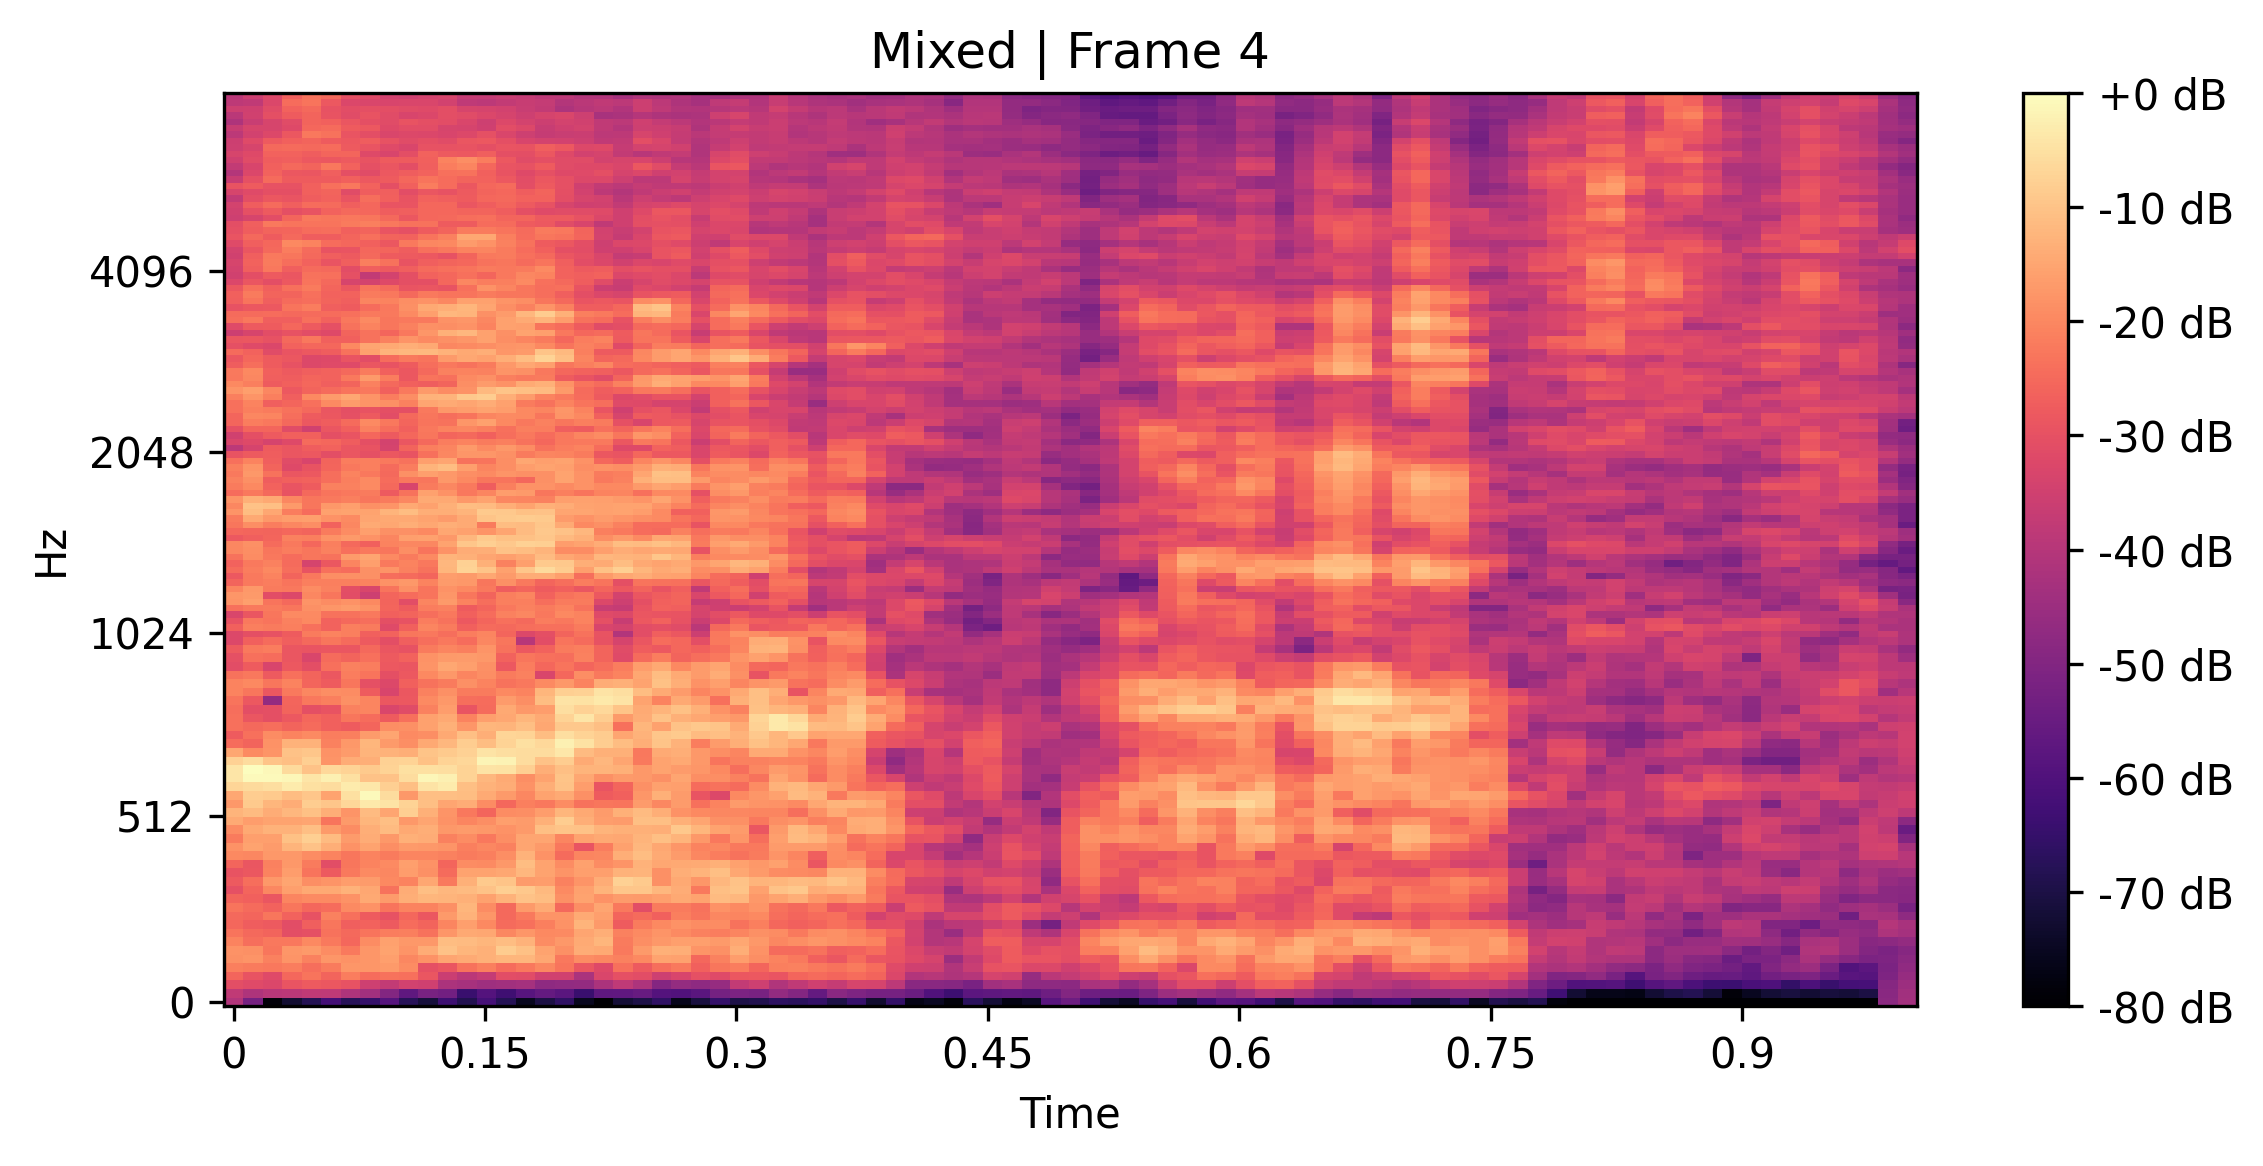 Mixed | Frame 4
+0 dB
-10 dB
-20 dB
-30 dB
-40 dB
-50 dB
-60 dB
-70 dB
-80 dB
Hz
4096
2048
1024
512
0
0 0.15 0.3 0.45 0.6 0.75 0.9
Time